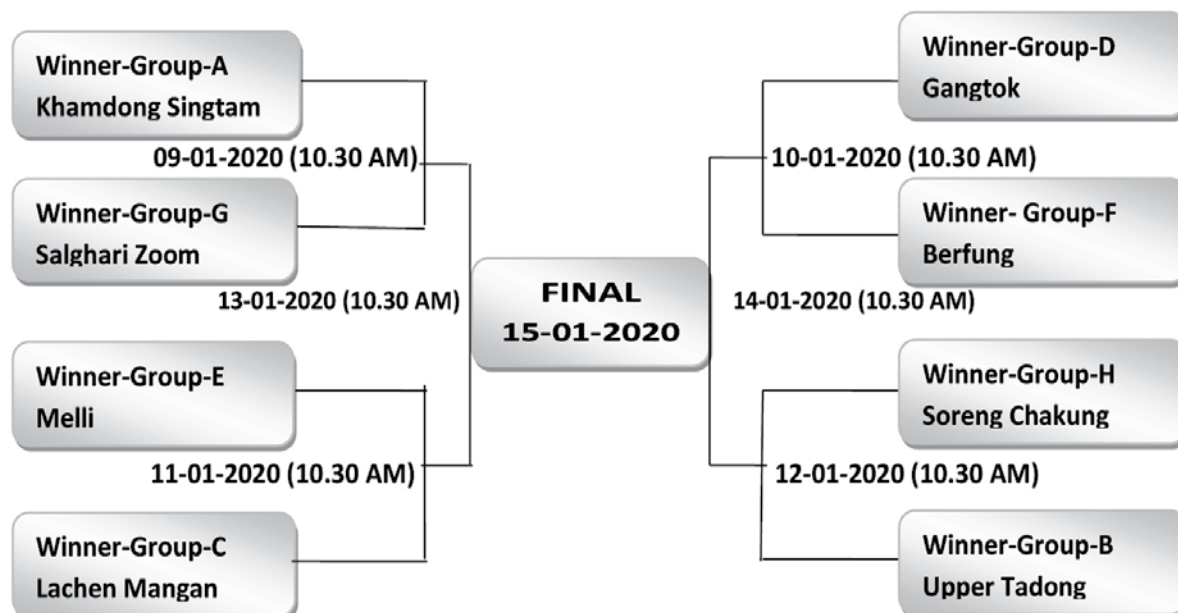 Winner-Group-A
Khamdong Singtam
09-01-2020 (10.30 AM)
Winner-Group-G
Salghari Zoom
13-01-2020 (10.30 AM)
Winner-Group-E
Melli
11-01-2020 (10.30 AM)
Winner-Group-C
Lachen Mangan
FINAL
15-01-2020
Winner-Group-D
Gangtok
10-01-2020 (10.30 AM)
Winner- Group-F
Berfung
14-01-2020 (10.30 AM)
Winner-Group-H
Soreng Chakung
12-01-2020 (10.30 AM)
Winner-Group-B
Upper Tadong